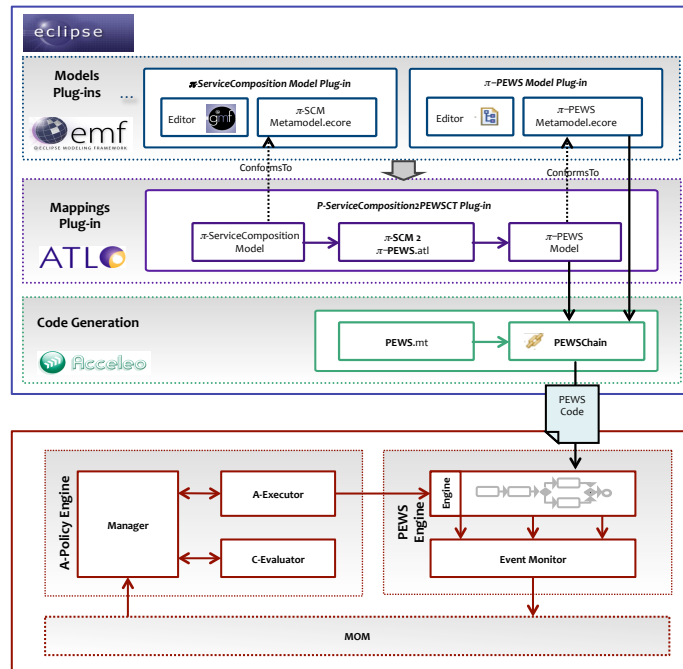 eclipse
Models
Plug-ins ...
emf
ECLIPSE MODELING FRAMEWORK
π-ServiceComposition Model Plug-in
Editor
gmf
π-SCM
Metamodel.ecore
π-PEWS Model Plug-in
Editor
π-PEWS
Metamodel.ecore
ConformsTo
ConformsTo
Mappings
Plug-in
ATL
P-ServiceComposition2PEWSCT Plug-in
π-ServiceComposition
Model
π-SCM 2
π-PEWS.atl
π-PEWS
Model
Code Generation
Acceleo
PEWS.mt
PEWSChain
PEWS
Code
A-Policy Engine
Manager
A-Executor
C-Evaluator
PEWS
Engine
Engine
Event Monitor
MOM